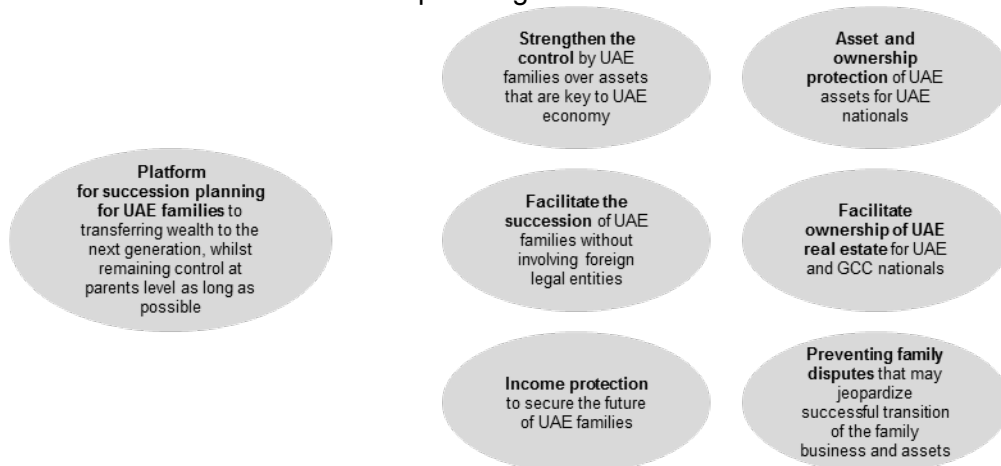 Platform
for succession planning
for UAE families to
transferring wealth to the
next generation, whilst
remaining control at
parents level as long as
possible
Strengthen the
control by UAE
families over assets
that are key to UAE
economy
Asset and
ownership
protection of UAE
assets for UAE
nationals
Facilitate the
succession of UAE
families without
involving foreign
legal entities
Facilitate
ownership of UAE
real estate for UAE
and GCC nationals
Income protection
to secure the future
of UAE families
Preventing family
disputes that may
jeopardize
successful transition
of the family
business and assets